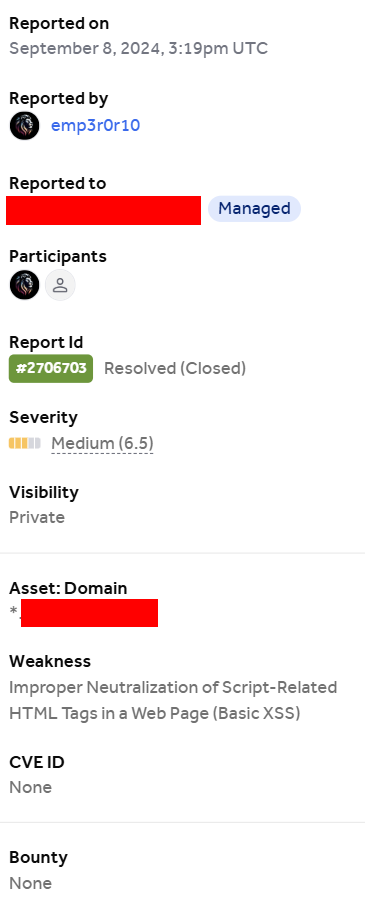 Reported on
September 8, 2024, 3:19pm UTC
Reported by
emp3r0r10
Reported to
Managed
Participants
Report Id
#2706703 Resolved (Closed)
Severity
Medium (6.5)
Visibility
Private
Asset: Domain
*.
Weakness
Improper Neutralization of Script-Related
HTML Tags in a Web Page (Basic XSS)
CVE ID
None
Bounty
None